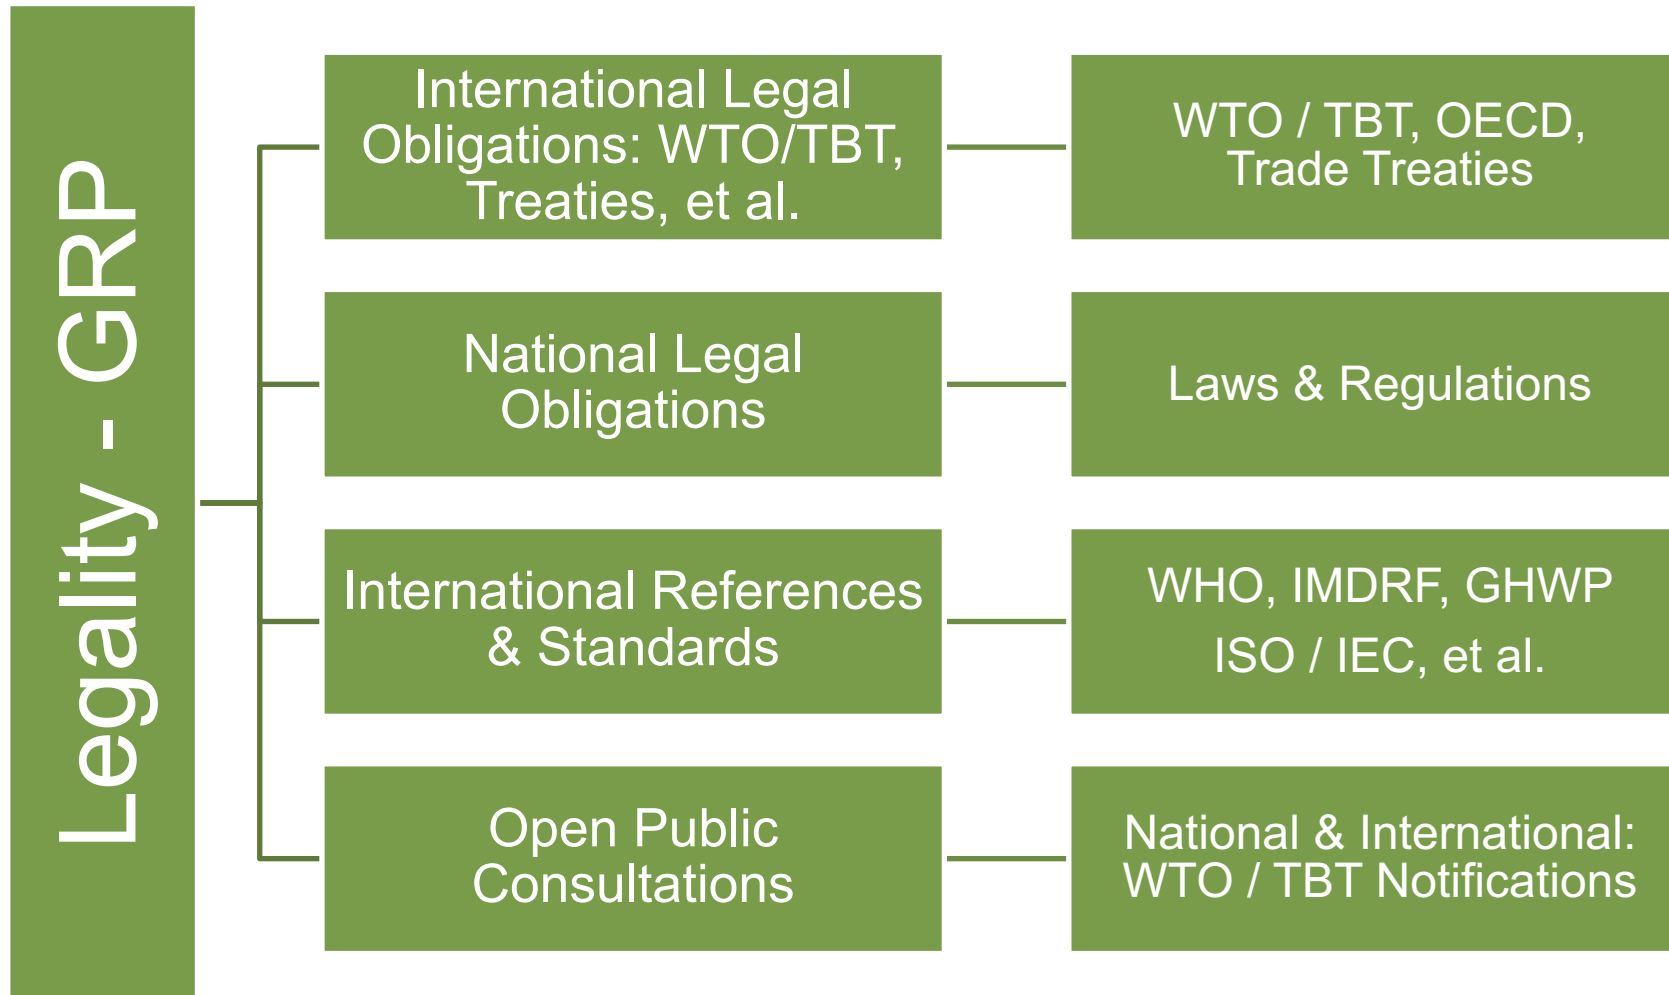 Legality - GRP
International Legal
Obligations: WTO/TBT,
Treaties, et al.
WTO / TBT, OECD,
Trade Treaties
National Legal
Obligations
Laws & Regulations
International References
& Standards
WHO, IMDRF, GHWP
ISO / IEC, et al.
Open Public
Consultations
National & International:
WTO / TBT Notifications